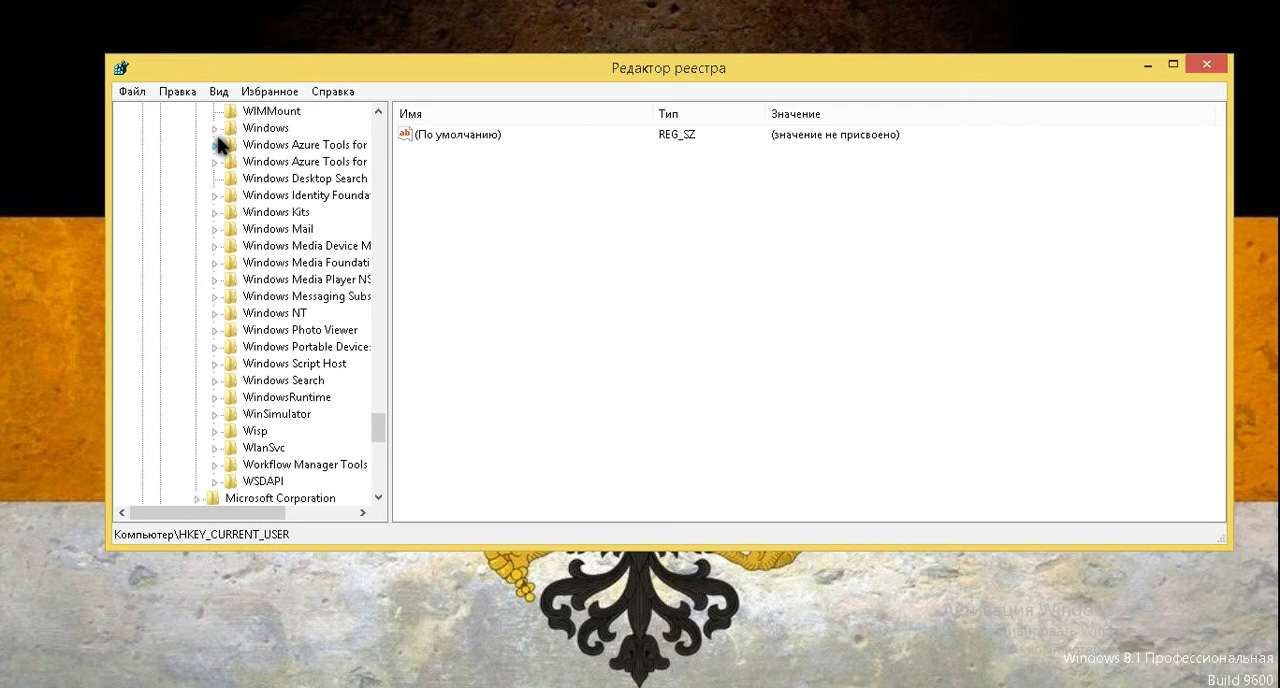 Редактор реестра
Файл Правка Вид Избранное Справка
WIMMount
Windows
Windows Azure Tools for
Windows Azure Tools for
Windows Desktop Search
Windows Identity Founda
Windows Kits
Windows Mail
Windows Media Device M
Windows Media Foundati
Windows Media Player NS
Windows Messaging Subs
Windows NT
Windows Photo Viewer
Windows Portable Device:
Windows Script Host
Windows Search
WindowsRuntime
WinSimulator
Wisp
WlanSvc
Workflow Manager Tools
WSDAPI
Microsoft Corporation
Имя Тип Значение
ab (По умолчанию) REG_SZ (значение не присвоено)
Компьютер\HKEY_CURRENT_USER
Активация Windo
Windows 8.1 Профессиональная
Build 9600